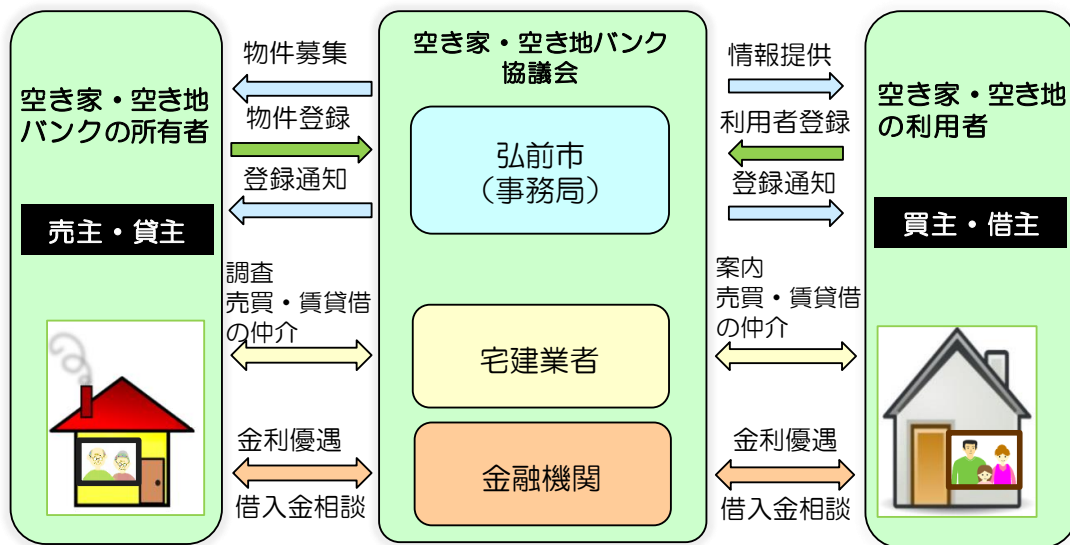 空き家・空き地
バンクの所有者
売主・貸主
物件募集
物件登録
登録通知
調査
売買・賃貸借
の仲介
金利優遇
借入金相談
空き家・空き地バンク
協議会
弘前市
（事務局）
宅建業者
金融機関
情報提供
利用者登録
登録通知
案内
売買・賃貸借
の仲介
金利優遇
借入金相談
空き家・空き地
の利用者
買主・借主